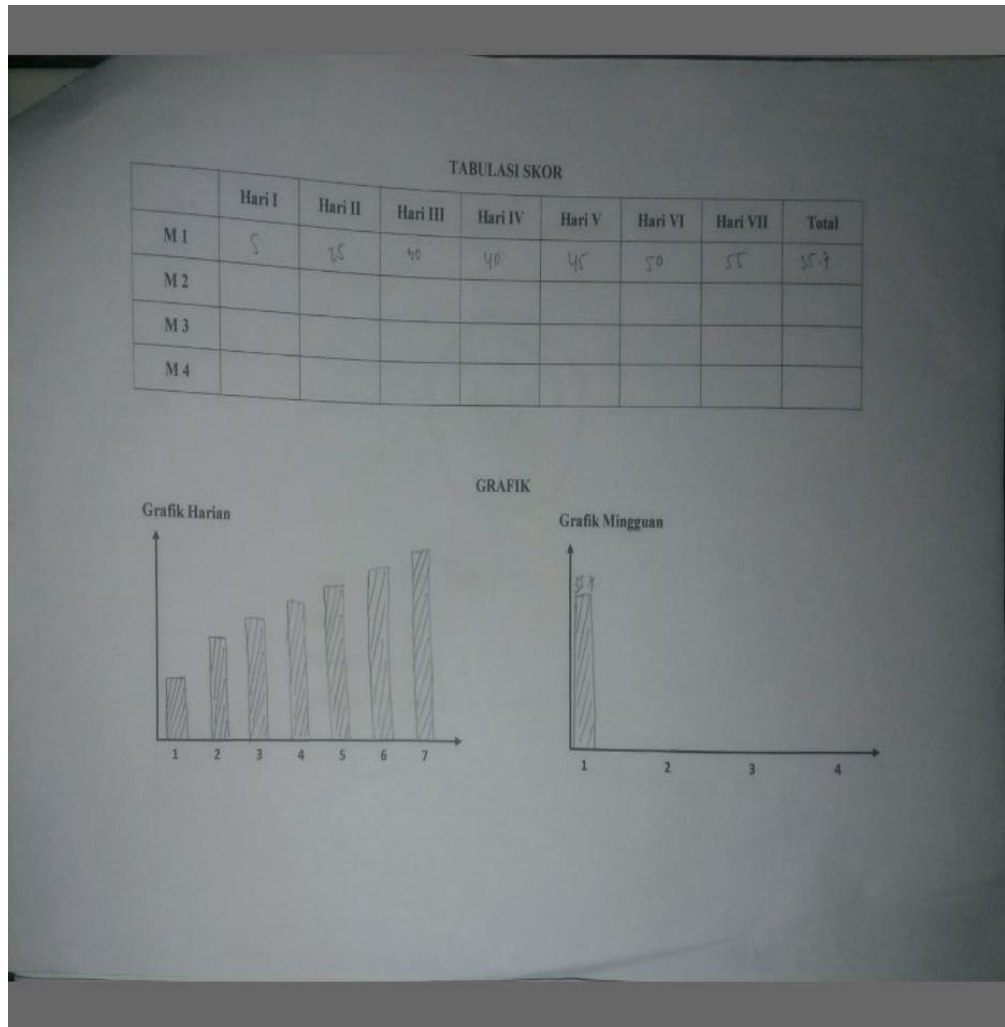 TABULASI SKOR
Hari I Hari II Hari III Hari IV Hari V Hari VI Hari VII Total
M 1 5 25 30 40 45 50 55 35.7
M 2
M 3
M 4
GRAFIK
Grafik Harian
1 2 3 4 5 6 7
Grafik Mingguan
35.7
1 2 3 4